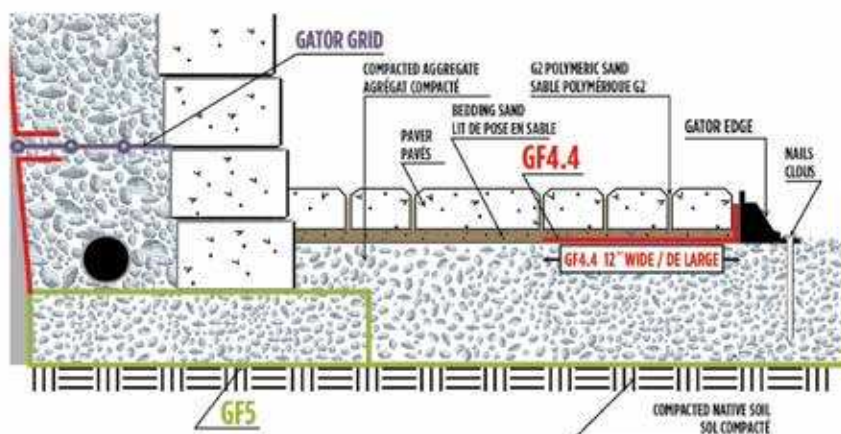 GATOR GRID
COMPACTED AGGREGATE
AGRÉGAT COMPACTÉ
G2 POLYMERIC SAND
SABLE POLYMÉRIQUE G2
BEDDING SAND
LIT DE POSE EN SABLE
PAVER
PAVÉS
GF4.4
GATOR EDGE
NAILS
CLOUS
GF4.4 12" WIDE / DE LARGE
GF5
COMPACTED NATIVE SOIL
SOL COMPACTÉ